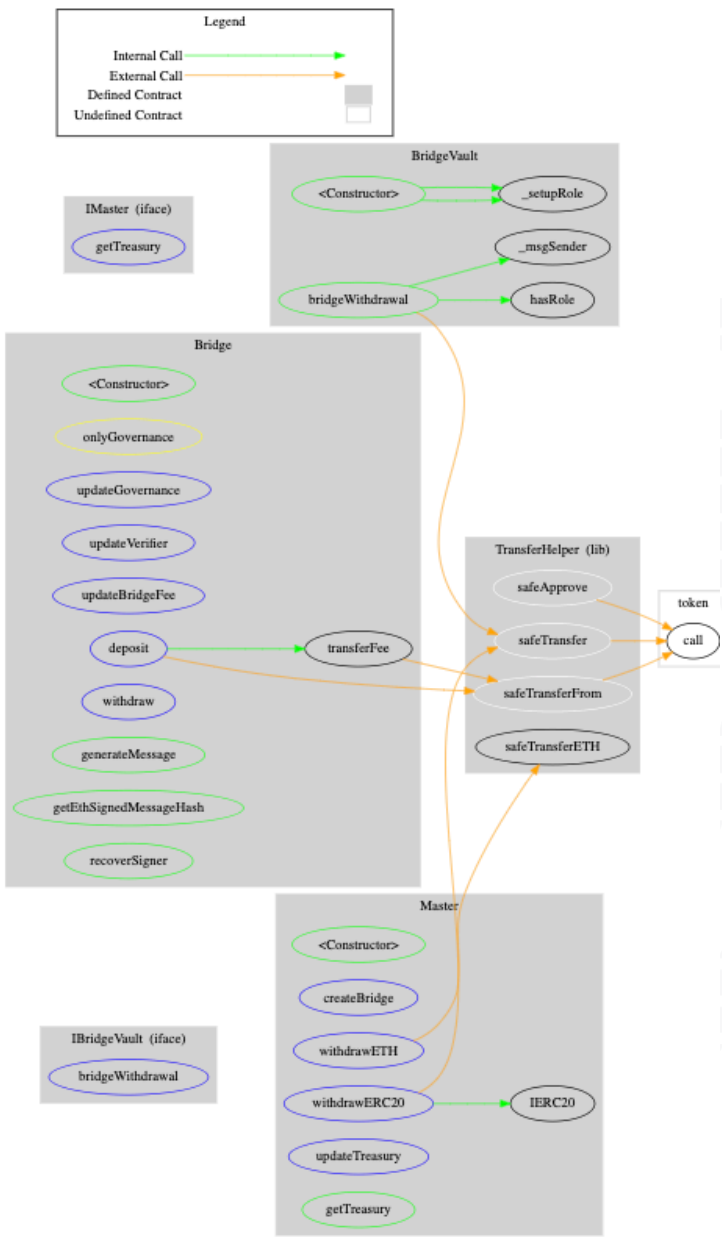 Legend
Internal Call
External Call
Defined Contract
Undefined Contract
BridgeVault
<Constructor>
_setupRole
_msgSender
bridgeWithdrawal
hasRole
IMaster (iface)
getTreasury
Bridge
<Constructor>
onlyGovernance
updateGovernance
updateVerifier
updateBridgeFee
deposit
transferFee
withdraw
generateMessage
getEthSignedMessageHash
recoverSigner
TransferHelper (lib)
safeApprove
safeTransfer
safeTransferFrom
safeTransferETH
token
call
Master
<Constructor>
createBridge
withdrawETH
withdrawERC20
IERC20
updateTreasury
getTreasury
IBridgeVault (iface)
bridgeWithdrawal